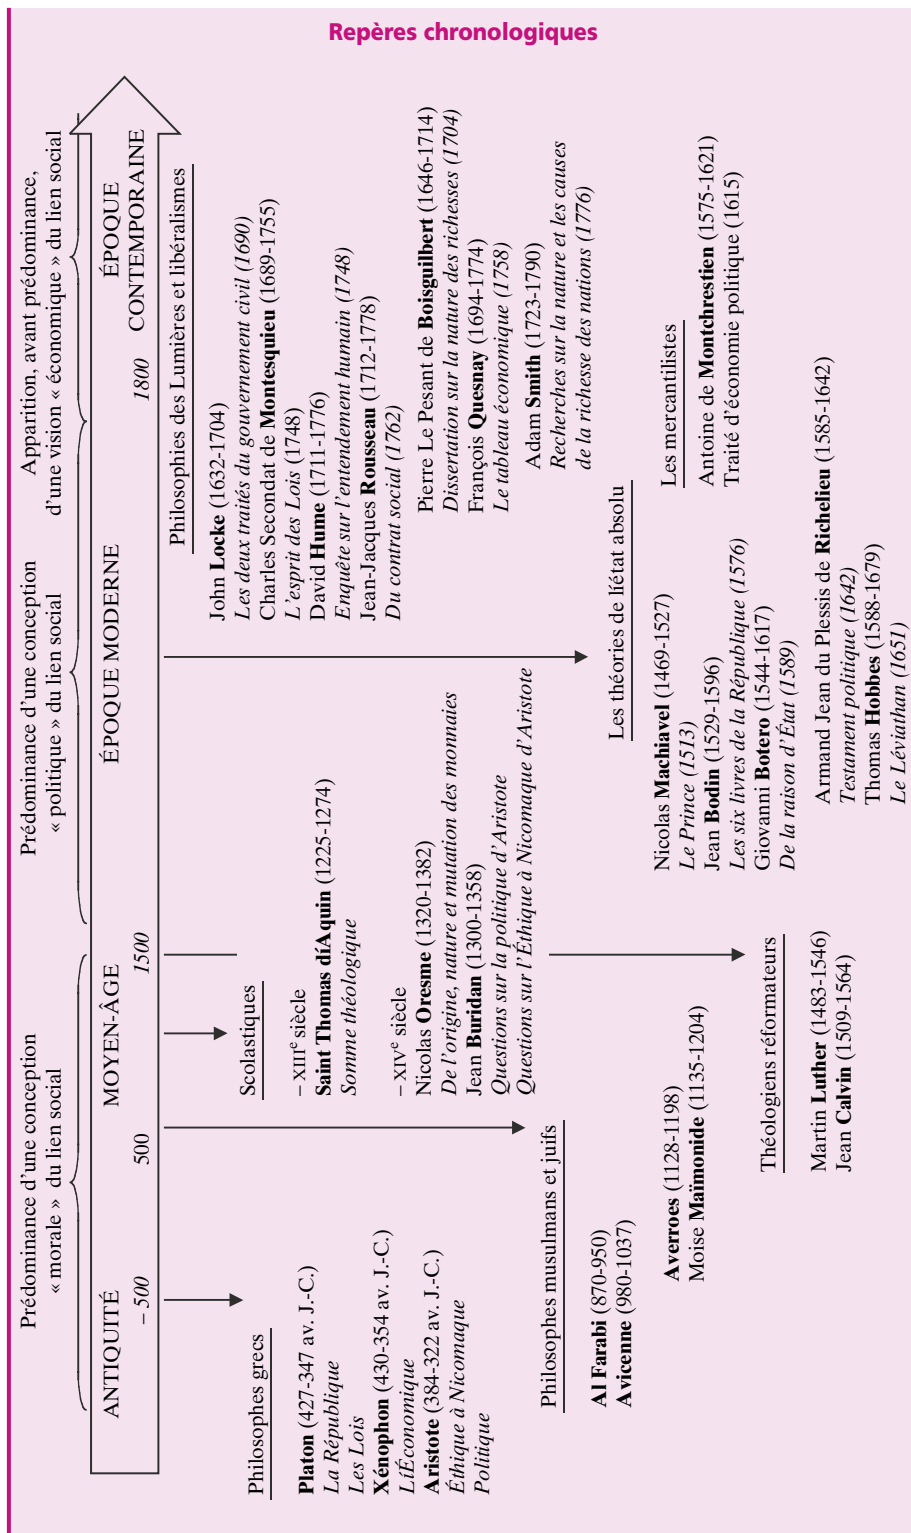 Repères chronologiques
Prédominance d'une conception
« morale » du lien social
Prédominance d'une conception
« politique » du lien social
Apparition, avant prédominance,
d'une vision « économique » du lien social
ANTIQUITÉ
MOYEN-ÂGE
ÉPOQUE MODERNE
ÉPOQUE
CONTEMPORAINE
– 500
500
1500
1800
Philosophes grecs
Platon (427-347 av. J.-C.)
La République
Les Lois
Xénophon (430-354 av. J.-C.)
LíÉconomique
Aristote (384-322 av. J.-C.)
Éthique à Nicomaque
Politique
Philosophes musulmans et juifs
Al Farabi (870-950)
Avicenne (980-1037)
Averroes (1128-1198)
Moise Maïmonide (1135-1204)
Scolastiques
– XIIIe siècle
Saint Thomas díAquin (1225-1274)
Somme théologique
– XIVe siècle
Nicolas Oresme (1320-1382)
De l'origine, nature et mutation des monnaies
Jean Buridan (1300-1358)
Questions sur la politique d'Aristote
Questions sur l'Éthique à Nicomaque d'Aristote
Théologiens réformateurs
Martin Luther (1483-1546)
Jean Calvin (1509-1564)
Les théories de líétat absolu
Nicolas Machiavel (1469-1527)
Le Prince (1513)
Jean Bodin (1529-1596)
Les six livres de la République (1576)
Giovanni Botero (1544-1617)
De la raison d'État (1589)
Armand Jean du Plessis de Richelieu (1585-1642)
Testament politique (1642)
Thomas Hobbes (1588-1679)
Le Léviathan (1651)
Philosophies des Lumières et libéralismes
John Locke (1632-1704)
Les deux traités du gouvernement civil (1690)
Charles Secondat de Montesquieu (1689-1755)
L'esprit des Lois (1748)
David Hume (1711-1776)
Enquête sur l'entendement humain (1748)
Jean-Jacques Rousseau (1712-1778)
Du contrat social (1762)
Pierre Le Pesant de Boisguilbert (1646-1714)
Dissertation sur la nature des richesses (1704)
François Quesnay (1694-1774)
Le tableau économique (1758)
Adam Smith (1723-1790)
Recherches sur la nature et les causes
de la richesse des nations (1776)
Les mercantilistes
Antoine de Montchrestien (1575-1621)
Traité d'économie politique (1615)